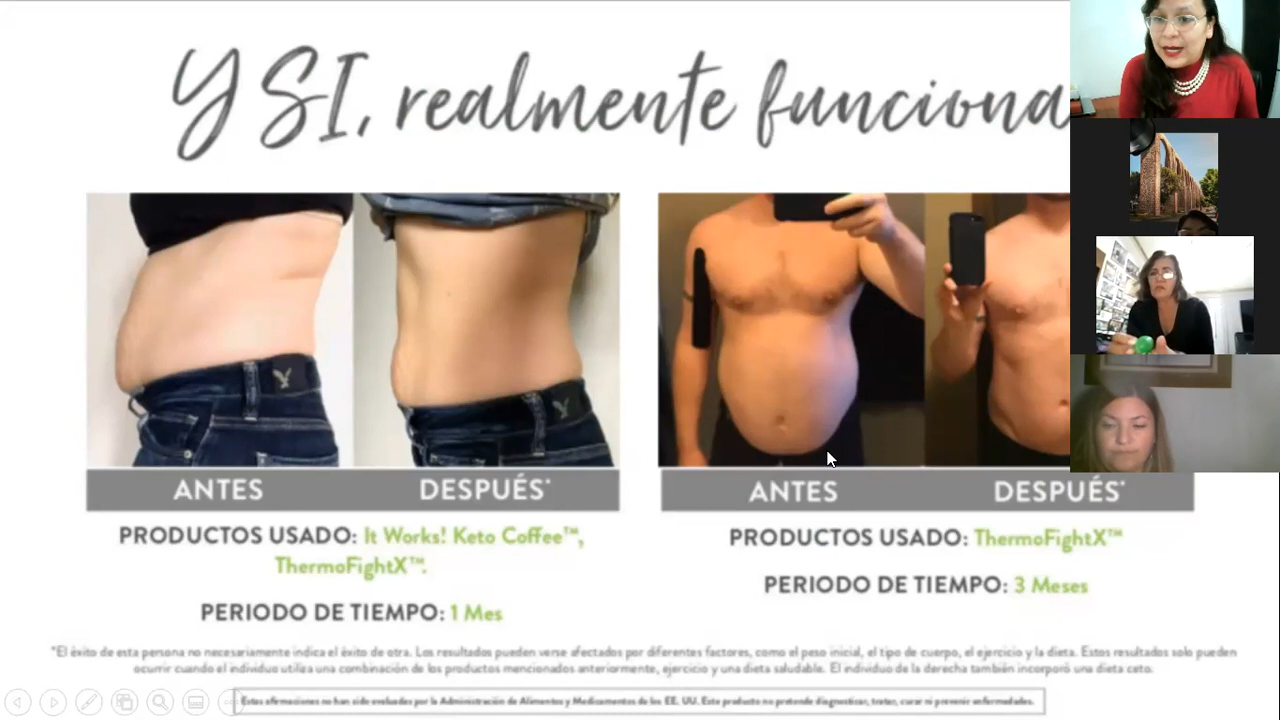 Y SI, realmente funciona
ANTES DESPUÉS*
PRODUCTOS USADO: It Works! Keto Coffee™,
ThermoFightX™.
PERIODO DE TIEMPO: 1 Mes
ANTES DESPUÉS*
PRODUCTOS USADO: ThermoFightX™
PERIODO DE TIEMPO: 3 Meses
*El éxito de esta persona no necesariamente indica el éxito de otra. Los resultados pueden verse afectados por diferentes factores, como el peso inicial, el tipo de cuerpo, el ejercicio y la dieta. Estos resultados solo pueden
ocurrir cuando el individuo utiliza una combinación de los productos mencionados anteriormente, ejercicio y una dieta saludable. El individuo de la derecha también incorporó una dieta ceto.
Estas afirmaciones no han sido evaluadas por la Administración de Alimentos y Medicamentos de los EE. UU. Este producto no pretende diagnosticar, tratar, curar ni prevenir enfermedades.